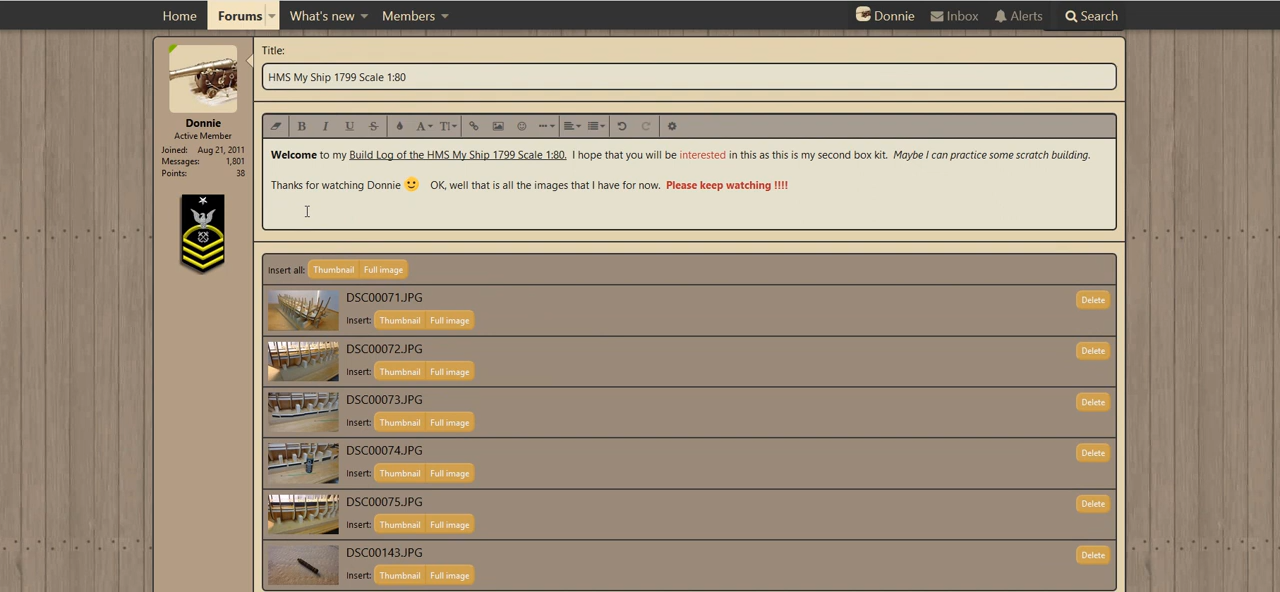 Home Forums What's new Members Donnie Inbox Alerts Search
Donnie
Active Member
Joined: Aug 21, 2011
Messages: 1,801
Points: 38
Title:
HMS My Ship 1799 Scale 1:80
Welcome to my Build Log of the HMS My Ship 1799 Scale 1:80. I hope that you will be interested in this as this is my second box kit. Maybe I can practice some scratch building.
Thanks for watching Donnie 🙂 OK, well that is all the images that I have for now. Please keep watching !!!!
Insert all: Thumbnail Full image
DSC00071.JPG
Insert: Thumbnail Full image
Delete
DSC00072.JPG
Insert: Thumbnail Full image
Delete
DSC00073.JPG
Insert: Thumbnail Full image
Delete
DSC00074.JPG
Insert: Thumbnail Full image
Delete
DSC00075.JPG
Insert: Thumbnail Full image
Delete
DSC00143.JPG
Insert: Thumbnail Full image
Delete